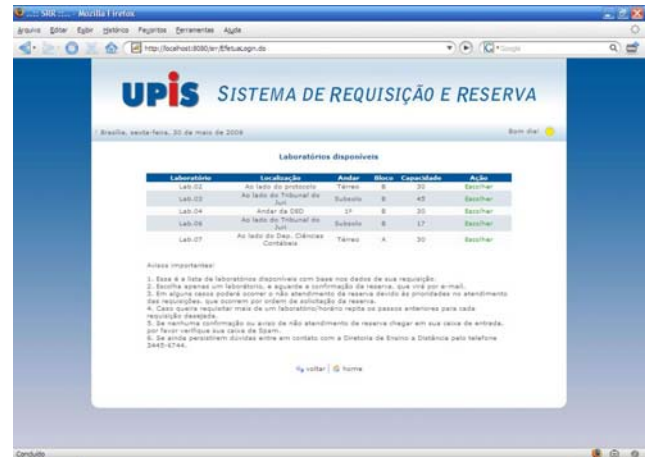 ..:: SRR ::.. - Mozilla Firefox
Arquivo Editar Exibir Histórico Favoritos Ferramentas Ajuda
Google
UPIS SISTEMA DE REQUISIÇÃO E RESERVA
Brasília, sexta-feira, 30 de maio de 2008 Bom dia!
Laboratórios disponíveis
Laboratório Localização Andar Bloco Capacidade Ação
Lab.02 Ao lado do protocolo Térreo B 30 Escolher
Lab.03 Ao lado do Tribunal do Juri Subsolo B 45 Escolher
Lab.04 Andar da 1º B 30 Escolher
Lab.06 Ao lado do Tribunal do Juri Subsolo B 17 Escolher
Lab.07 Ao lado do Dep. Ciências Contábeis Térreo A 30 Escolher
Avisos importantes:
1. Essa é a lista de laboratórios disponíveis com base nos dados de sua requisição.
2. Escolha apenas um laboratório, e aguarde a confirmação da reserva, que virá por e-mail.
3. Em alguns casos poderá ocorrer o não atendimento da reserva devido às prioridades no atendimento
das requisições, que ocorrem por ordem de solicitação da reserva.
4. Caso queira requisitar mais de um laboratório/horário repita os passos anteriores para cada
requisição desejada.
5. Se nenhuma confirmação ou aviso de não atendimento de reserva chegar em sua caixa de entrada,
por favor verifique sua caixa de Spam.
6. Se ainda persistirem dúvidas entre em contato com a Diretoria de Ensino a Distância pelo telefone
3445-6744.
voltar | home
Concluído